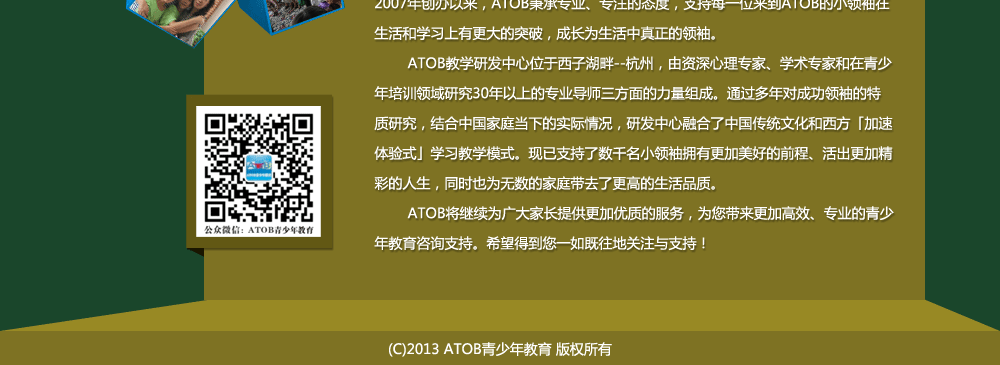 2007年创办以来，ATOB秉承专业、专注的态度，支持每一位来到ATOB的小领袖在
生活和学习上有更大的突破，成长为生活中真正的领袖。
ATOB教学研发中心位于西子湖畔--杭州，由资深心理专家、学术专家和在青少
年培训领域研究30年以上的专业导师三方面的力量组成。通过多年对成功领袖的特
质研究，结合中国家庭当下的实际情况，研发中心融合了中国传统文化和西方「加速
体验式」学习教学模式。现已支持了数千名小领袖拥有更加美好的前程、活出更加精
彩的人生，同时也为无数的家庭带去了更高的生活品质。
ATOB将继续为广大家长提供更加优质的服务，为您带来更加高效、专业的青少
年教育咨询支持。希望得到您一如既往地关注与支持！
公众微信：ATOB青少年教育
(C)2013 ATOB青少年教育 版权所有